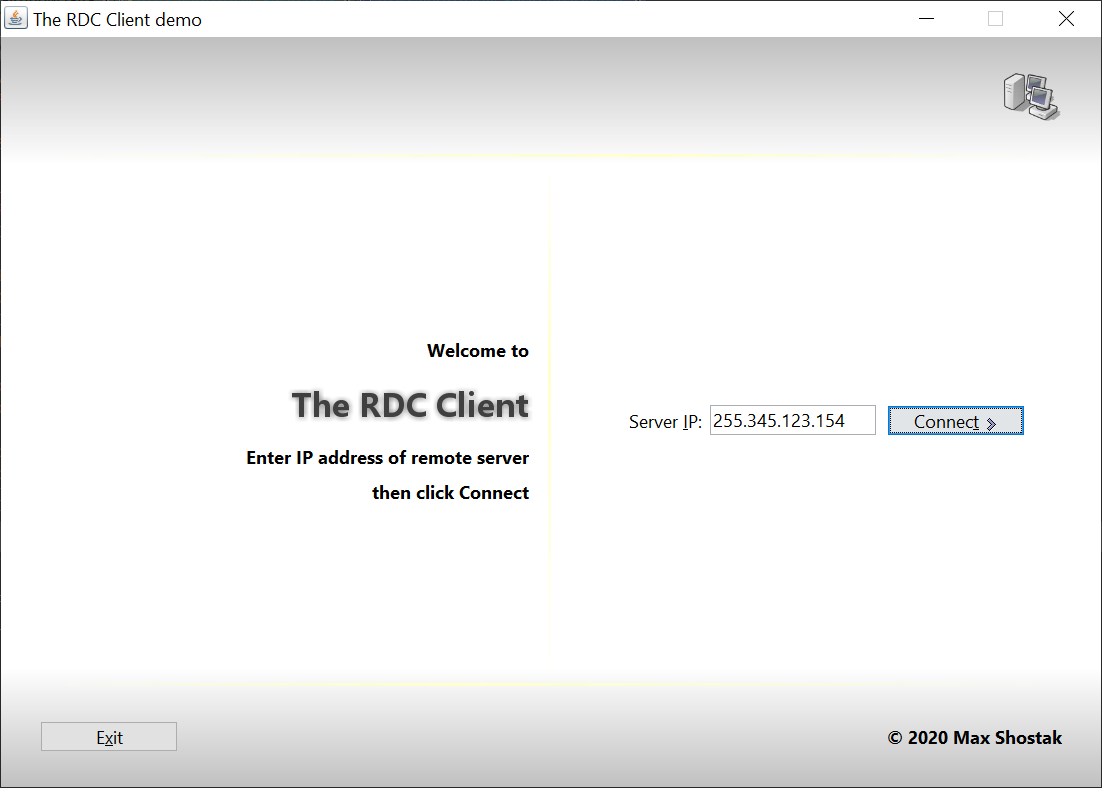 The RDC Client demo
Welcome to
The RDC Client
Enter IP address of remote server
then click Connect
Server IP: 255.345.123.154 Connect »
Exit
© 2020 Max Shostak